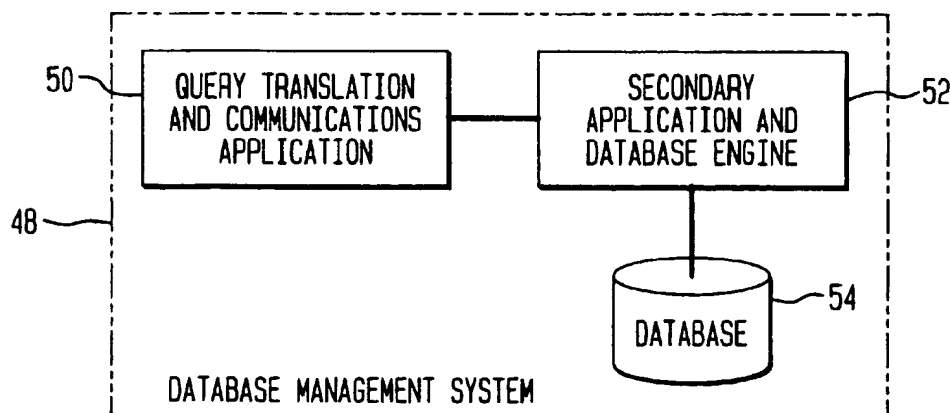 50
QUERY TRANSLATION
AND COMMUNICATIONS
APPLICATION
SECONDARY
APPLICATION AND
DATABASE ENGINE
52
48
54
DATABASE
DATABASE MANAGEMENT SYSTEM